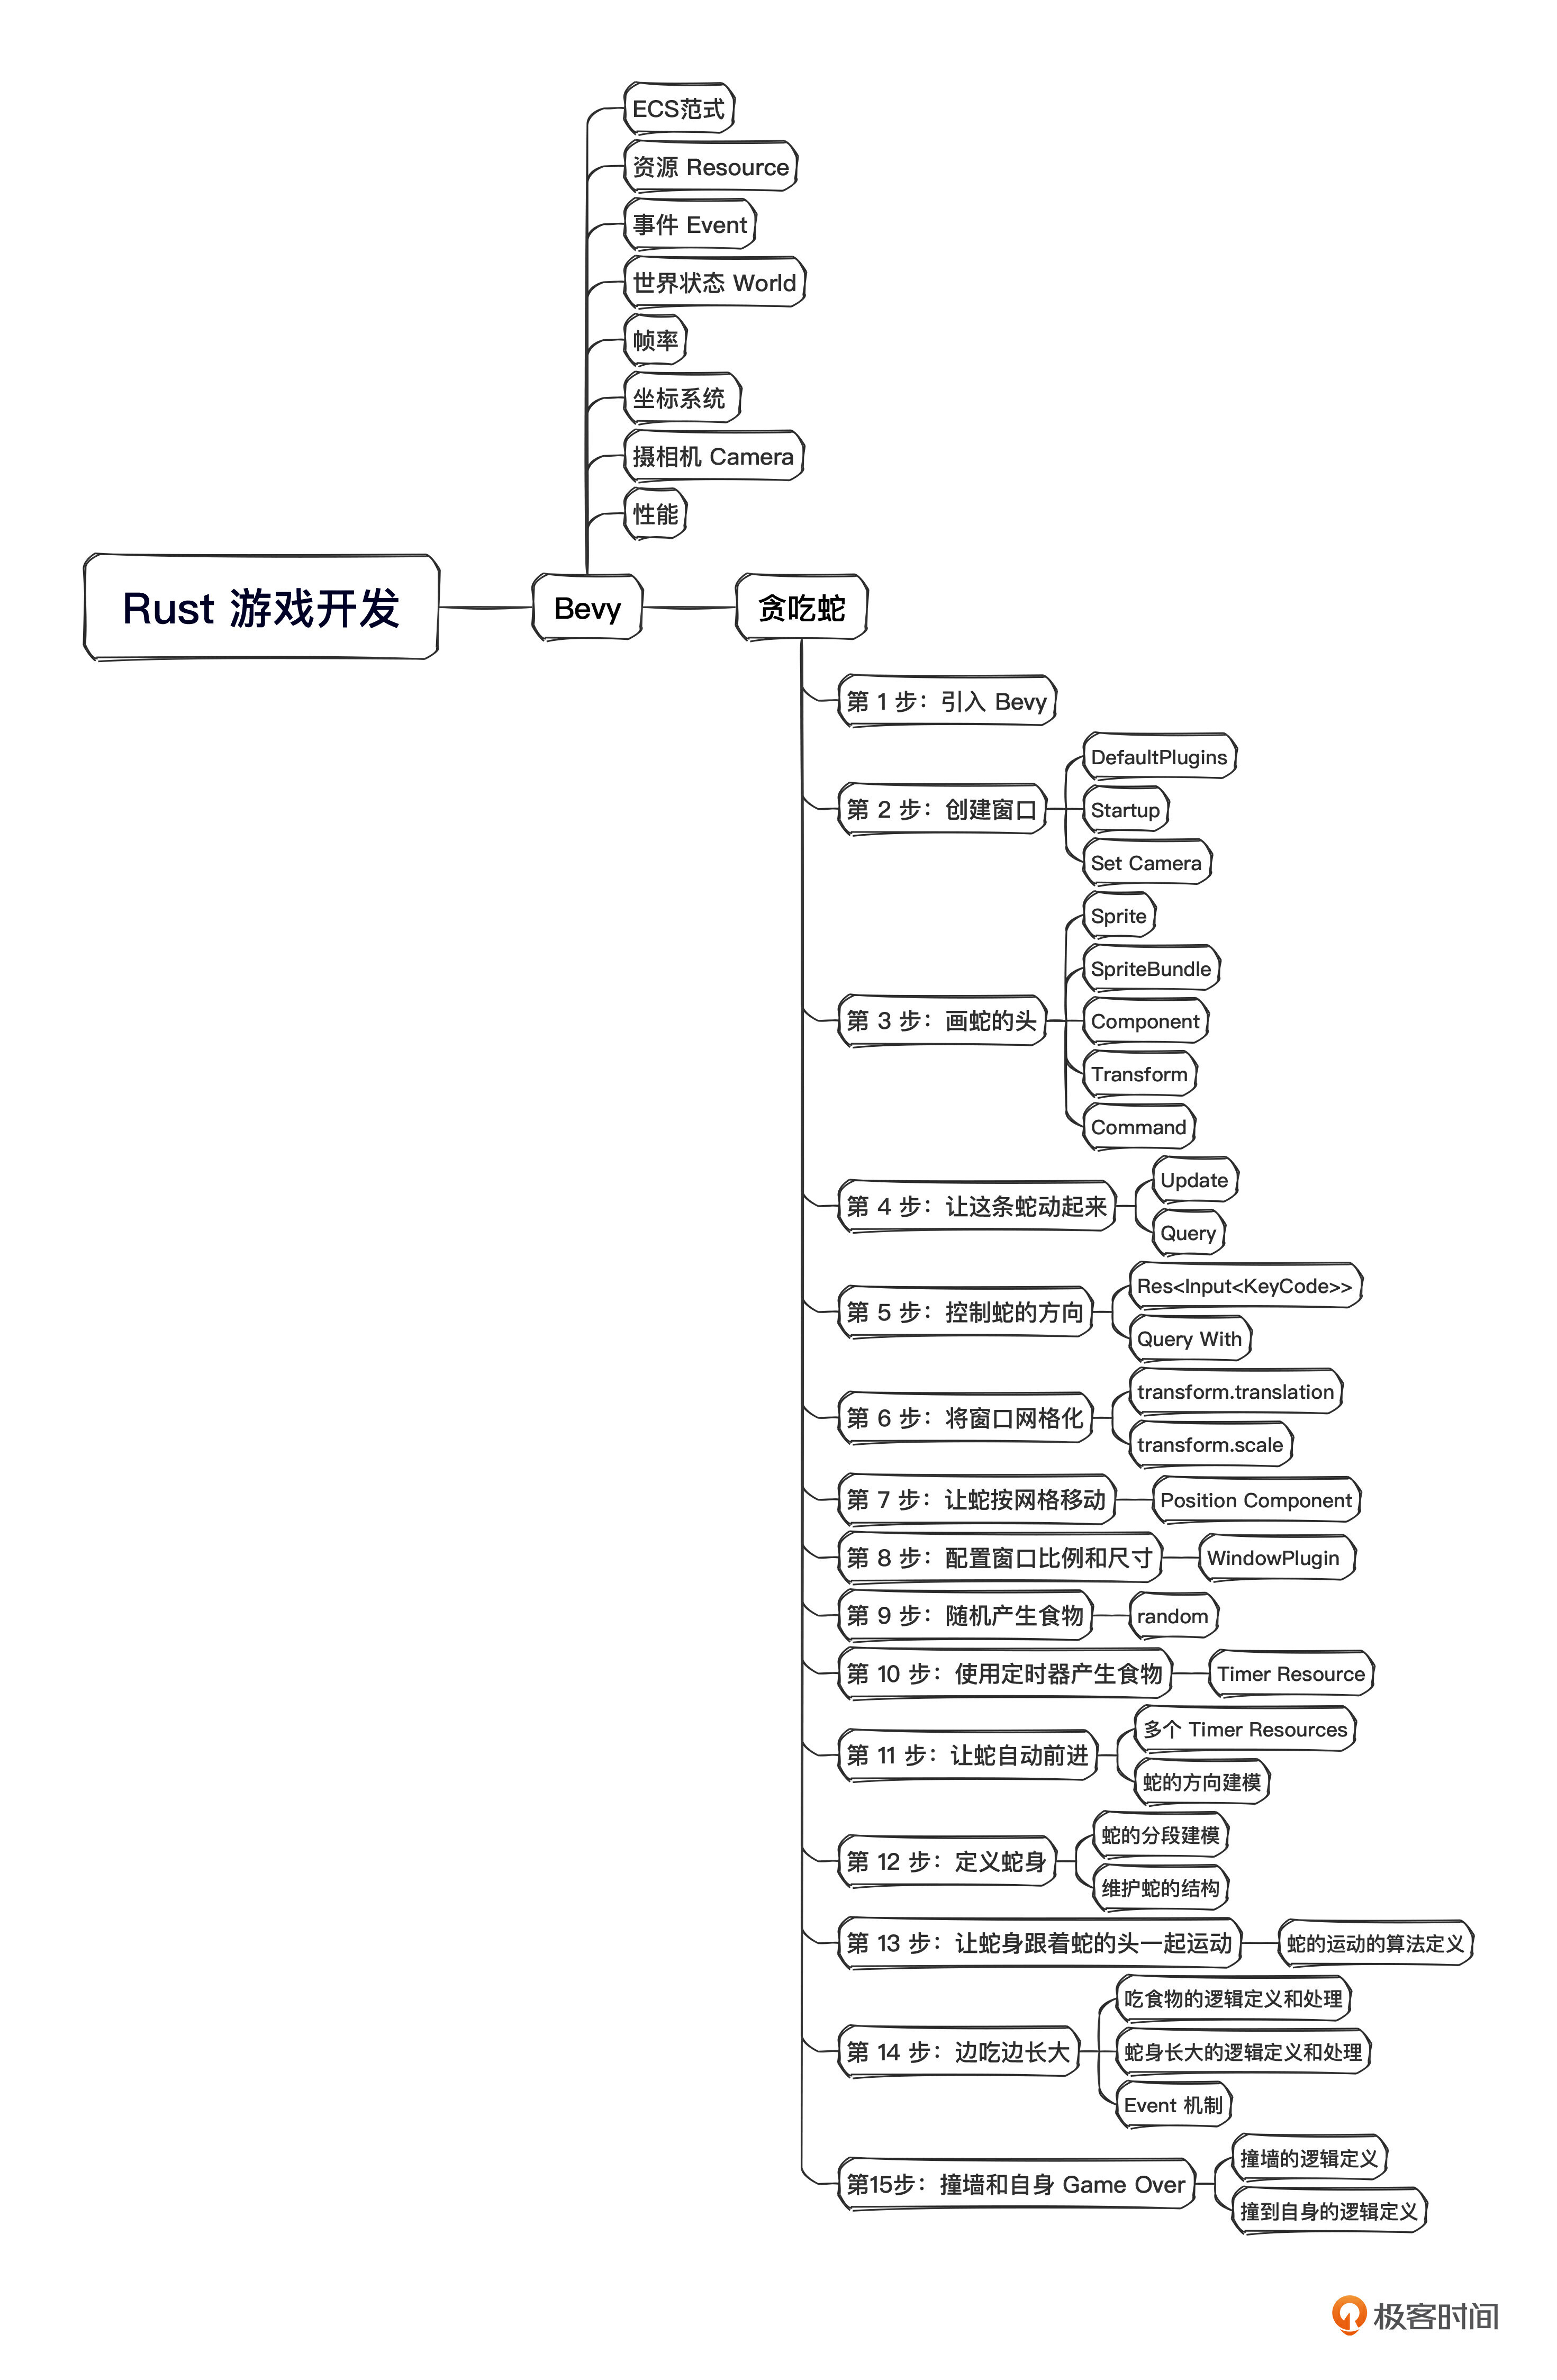 ECS范式
资源 Resource
事件 Event
世界状态 World
帧率
坐标系统
摄相机 Camera
性能
Rust 游戏开发
Bevy
贪吃蛇
第 1 步：引入 Bevy
第 2 步：创建窗口
DefaultPlugins
Startup
Set Camera
第 3 步：画蛇的头
Sprite
SpriteBundle
Component
Transform
Command
第 4 步：让这条蛇动起来
Update
Query
第 5 步：控制蛇的方向
Res<Input<KeyCode>>
Query With
第 6 步：将窗口网格化
transform.translation
transform.scale
第 7 步：让蛇按网格移动
Position Component
第 8 步：配置窗口比例和尺寸
WindowPlugin
第 9 步：随机产生食物
random
第 10 步：使用定时器产生食物
Timer Resource
第 11 步：让蛇自动前进
多个 Timer Resources
蛇的方向建模
第 12 步：定义蛇身
蛇的分段建模
维护蛇的结构
第 13 步：让蛇身跟着蛇的头一起运动
蛇的运动的算法定义
第 14 步：边吃边长大
吃食物的逻辑定义和处理
蛇身长大的逻辑定义和处理
Event 机制
第15步：撞墙和自身 Game Over
撞墙的逻辑定义
撞到自身的逻辑定义
极客时间